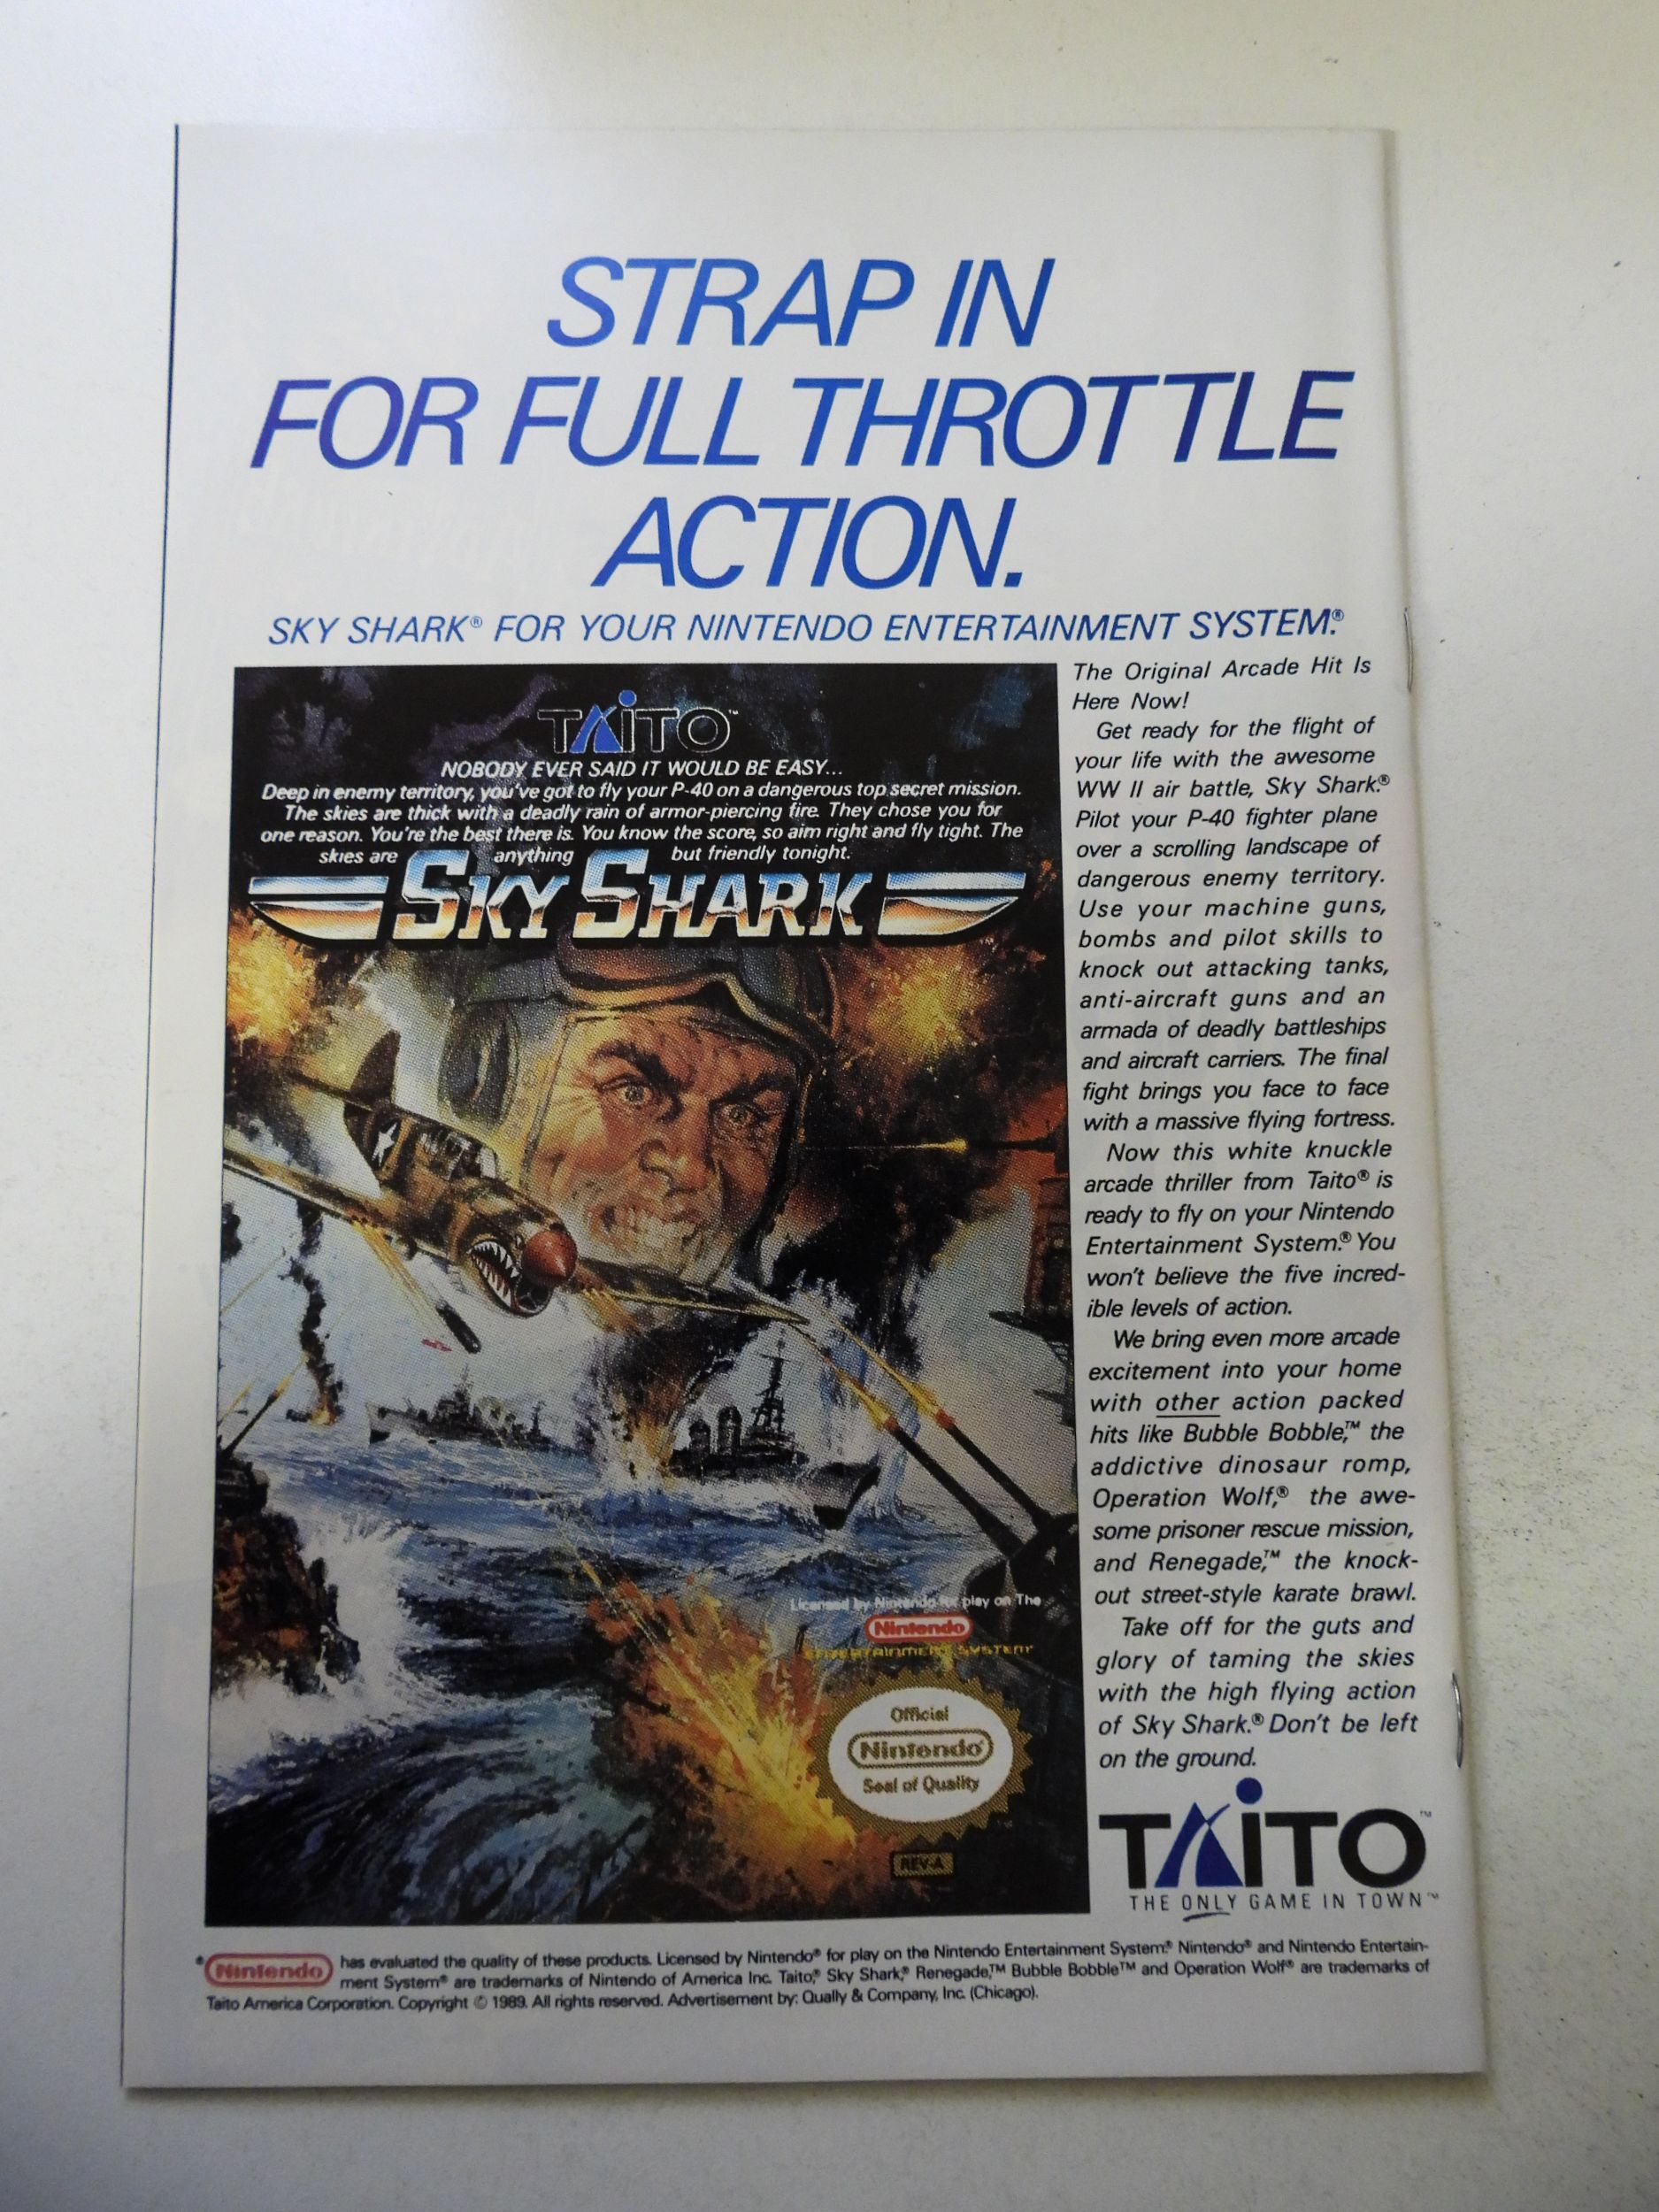 STRAP IN
FOR FULL THROTTLE
ACTION.
SKY SHARK® FOR YOUR NINTENDO ENTERTAINMENT SYSTEM.®
TAITO™
NOBODY EVER SAID IT WOULD BE EASY...
Deep in enemy territory, you've got to fly your P-40 on a dangerous top secret mission.
The skies are thick with a deadly rain of armor-piercing fire. They chose you for
one reason. You're the best there is. You know the score, so aim right and fly tight. The
skies are anything but friendly tonight.
SKY SHARK
Licensed by Nintendo for play on The
Nintendo
ENTERTAINMENT SYSTEM
Official
Nintendo®
Seal of Quality
REV-A
The Original Arcade Hit Is
Here Now!
Get ready for the flight of
your life with the awesome
WW II air battle, Sky Shark.®
Pilot your P-40 fighter plane
over a scrolling landscape of
dangerous enemy territory.
Use your machine guns,
bombs and pilot skills to
knock out attacking tanks,
anti-aircraft guns and an
armada of deadly battleships
and aircraft carriers. The final
fight brings you face to face
with a massive flying fortress.
Now this white knuckle
arcade thriller from Taito® is
ready to fly on your Nintendo
Entertainment System.® You
won't believe the five incred-
ible levels of action.
We bring even more arcade
excitement into your home
with other action packed
hits like Bubble Bobble,™ the
addictive dinosaur romp,
Operation Wolf,® the awe-
some prisoner rescue mission,
and Renegade,™ the knock-
out street-style karate brawl.
Take off for the guts and
glory of taming the skies
with the high flying action
of Sky Shark.® Don't be left
on the ground.
TAITO™
THE ONLY GAME IN TOWN™
* Nintendo has evaluated the quality of these products. Licensed by Nintendo® for play on the Nintendo Entertainment System.® Nintendo® and Nintendo Entertain-
ment System® are trademarks of Nintendo of America Inc. Taito,® Sky Shark,® Renegade,™ Bubble Bobble™ and Operation Wolf® are trademarks of
Taito America Corporation. Copyright © 1989. All rights reserved. Advertisement by: Qually & Company, Inc. (Chicago).